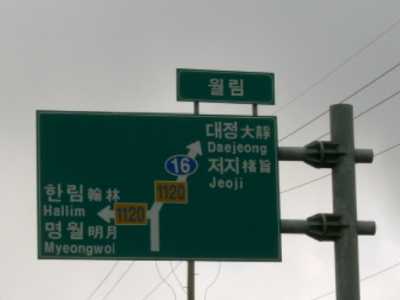 월림
대정 大靜
Daejeong
16
저지 楮旨
Jeoji
1120
한림 翰林
Hallim
1120
명월 明月
Myeongwol